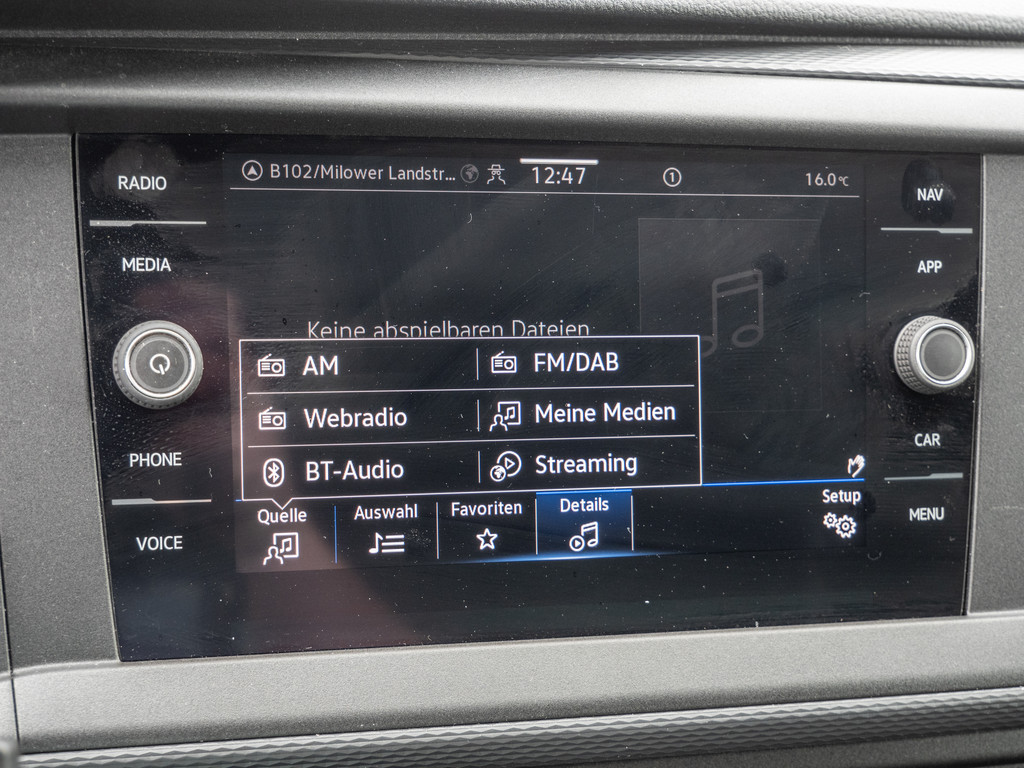 RADIO
MEDIA
PHONE
VOICE
B102/Milower Landstr...
12:47
1
16.0°C
Keine abspielbaren Dateien
AM
FM/DAB
Webradio
Meine Medien
BT-Audio
Streaming
Quelle
Auswahl
Favoriten
Details
Setup
NAV
APP
CAR
MENU